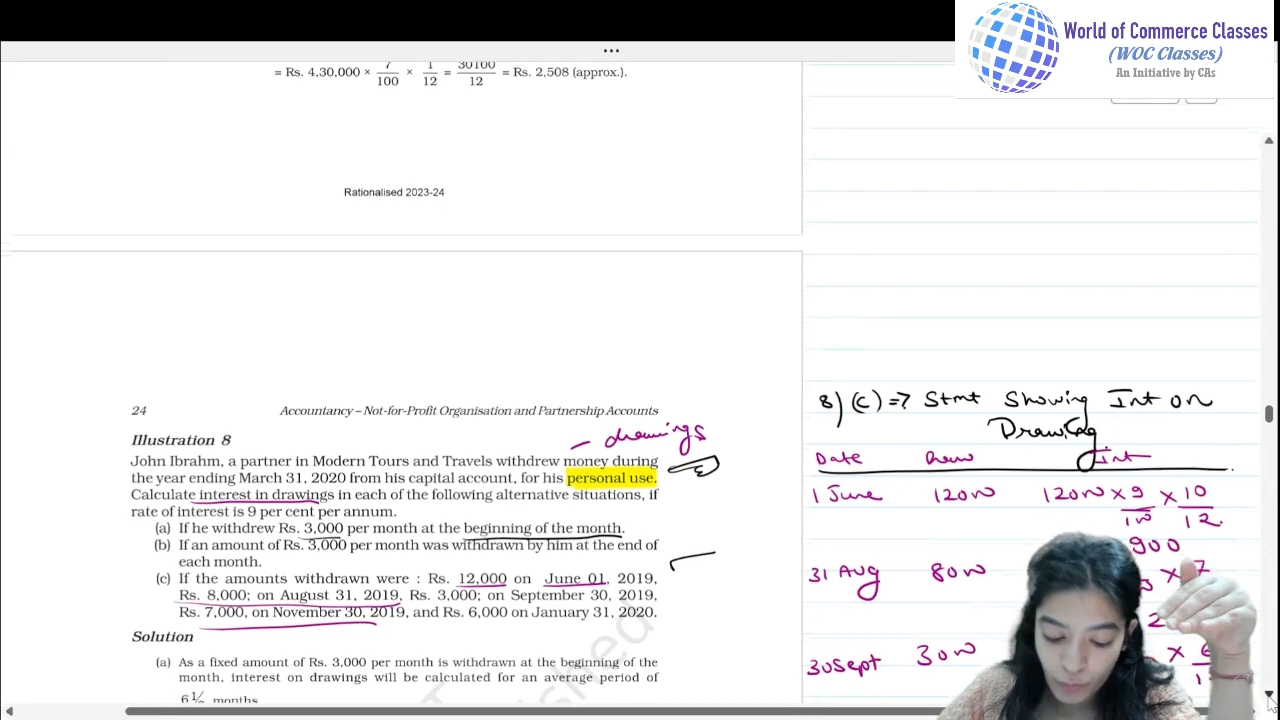 World of Commerce Classes
(WOC Classes)
An Initiative by CAs
= Rs. 4,30,000 × 7/100 × 1/12 = 30100/12 = Rs. 2,508 (approx.).
Rationalised 2023-24
24 Accountancy – Not-for-Profit Organisation and Partnership Accounts
Illustration 8
– drawings
John Ibrahm, a partner in Modern Tours and Travels withdrew money during
the year ending March 31, 2020 from his capital account, for his personal use.
Calculate interest in drawings in each of the following alternative situations, if
rate of interest is 9 per cent per annum.
(a) If he withdrew Rs. 3,000 per month at the beginning of the month.
(b) If an amount of Rs. 3,000 per month was withdrawn by him at the end of
each month.
(c) If the amounts withdrawn were : Rs. 12,000 on June 01, 2019,
Rs. 8,000; on August 31, 2019, Rs. 3,000; on September 30, 2019,
Rs. 7,000, on November 30, 2019, and Rs. 6,000 on January 31, 2020.
Solution
(a) As a fixed amount of Rs. 3,000 per month is withdrawn at the beginning of the
month, interest on drawings will be calculated for an average period of
6 1/2 months
8) (c) => Stmt Showing Int on
Drawing
Date Int
1 June 12000 12000 × 9/100 × 10/12
900
31 Aug 8000 × 7
30 Sept 3000 × 6